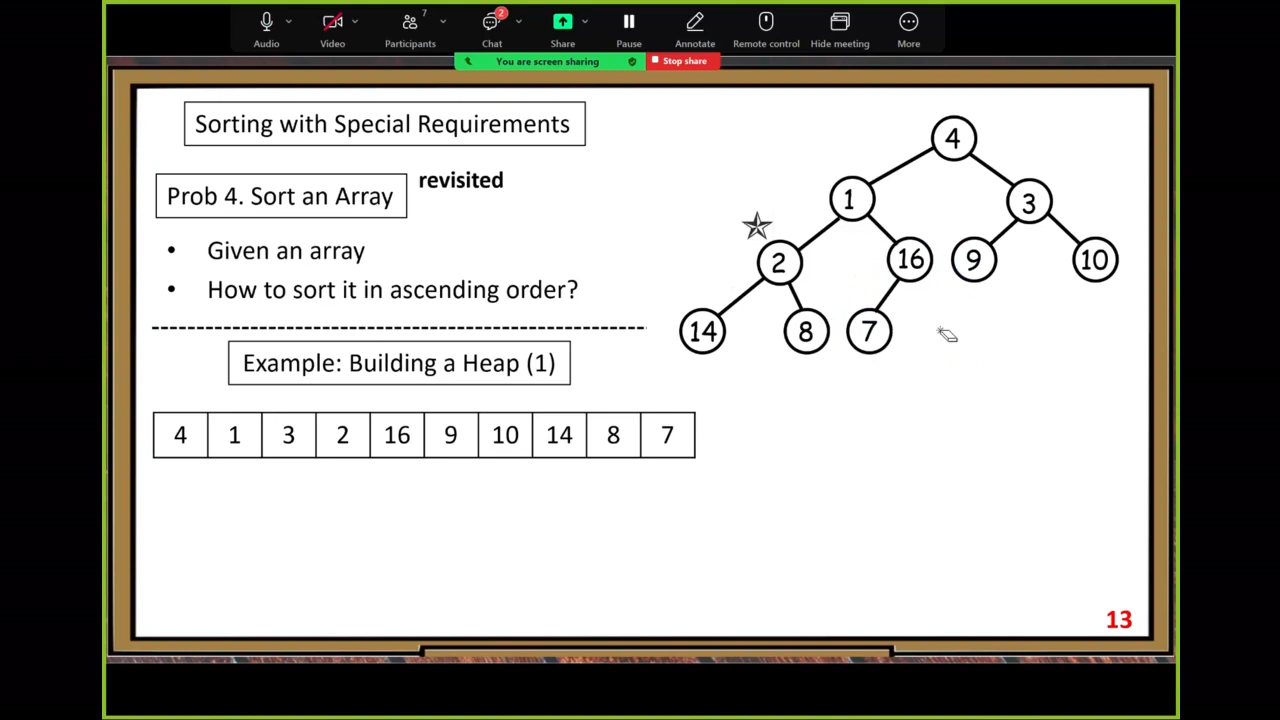 7
2
Audio
Video
Participants
Chat
Share
Pause
Annotate
Remote control
Hide meeting
More
You are screen sharing
Stop share
Sorting with Special Requirements
Prob 4. Sort an Array
revisited
• Given an array
• How to sort it in ascending order?
Example: Building a Heap (1)
4 1 3 2 16 9 10 14 8 7
4
1 3
2 16 9 10
14 8 7
13